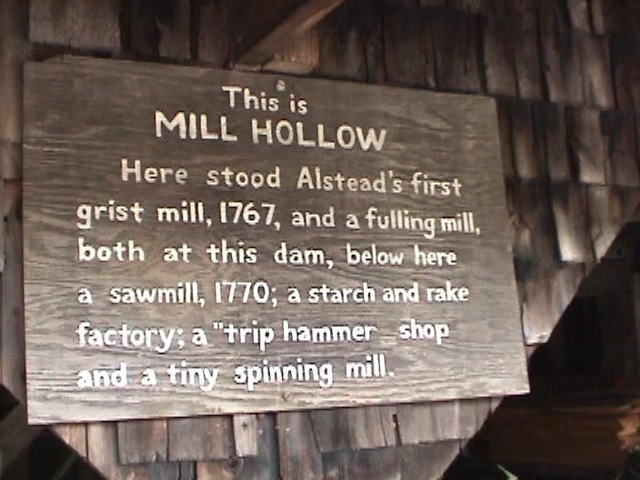 This is
MILL HOLLOW
Here stood Alstead's first
grist mill, 1767, and a fulling mill,
both at this dam, below here
a sawmill, 1770; a starch and rake
factory; a "trip hammer shop
and a tiny spinning mill.